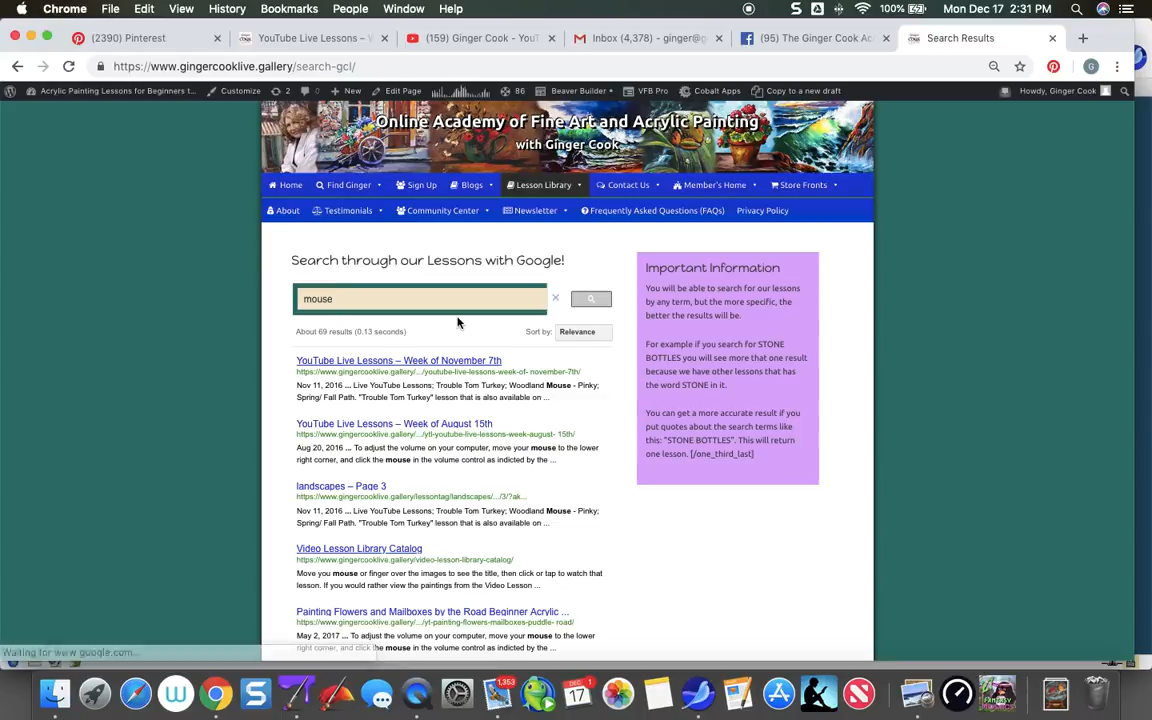 Chrome File Edit View History Bookmarks People Window Help 100% Mon Dec 17 2:31 PM
(2390) Pinterest YouTube Live Lessons – W (159) Ginger Cook - YouT Inbox (4,378) - ginger@g (95) The Ginger Cook Ac Search Results
https://www.gingercooklive.gallery/search-gcl/ G
Acrylic Painting Lessons for Beginners t... Customize 2 New Edit Page 86 Beaver Builder VFB Pro Cobalt Apps Copy to a new draft Howdy, Ginger Cook
Online Academy of Fine Art and Acrylic Painting
with Ginger Cook
Home Find Ginger Sign Up Blogs Lesson Library Contact Us Member's Home Store Fronts
About Testimonials Community Center Newsletter Frequently Asked Questions (FAQs) Privacy Policy
Search through our Lessons with Google!
mouse
About 69 results (0.13 seconds) Sort by: Relevance
YouTube Live Lessons – Week of November 7th
https://www.gingercooklive.gallery/.../youtube-live-lessons-week-of- november-7th/
Nov 11, 2016 ... Live YouTube Lessons; Trouble Tom Turkey; Woodland Mouse - Pinky;
Spring/ Fall Path. "Trouble Tom Turkey" lesson that is also available on ...
YouTube Live Lessons – Week of August 15th
https://www.gingercooklive.gallery/.../ytl-youtube-live-lessons-week-august- 15th/
Aug 20, 2016 ... To adjust the volume on your computer, move your mouse to the lower
right corner, and click the mouse in the volume control as indicted by the ...
landscapes – Page 3
https://www.gingercooklive.gallery/lessontag/landscapes/.../3/?ak...
Nov 11, 2016 ... Live YouTube Lessons; Trouble Tom Turkey; Woodland Mouse - Pinky;
Spring/ Fall Path. "Trouble Tom Turkey" lesson that is also available on ...
Video Lesson Library Catalog
https://www.gingercooklive.gallery/video-lesson-library-catalog/
Move you mouse or finger over the images to see the title, then click or tap to watch that
lesson. If you would rather view the paintings from the Video Lesson ...
Painting Flowers and Mailboxes by the Road Beginner Acrylic ...
https://www.gingercooklive.gallery/.../yt-painting-flowers-mailboxes-puddle- road/
May 2, 2017 ... To adjust the volume on your computer, move your mouse to the lower
right corner, and click the mouse in the volume control as indicted by the ...
Important Information
You will be able to search for our lessons
by any term, but the more specific, the
better the results will be.
For example if you search for STONE
BOTTLES you will see more that one result
because we have other lessons that has
the word STONE in it.
You can get a more accurate result if you
put quotes about the search terms like
this: "STONE BOTTLES". This will return
one lesson. [/one_third_last]
Waiting for www.google.com...
1,353
DEC 1
17